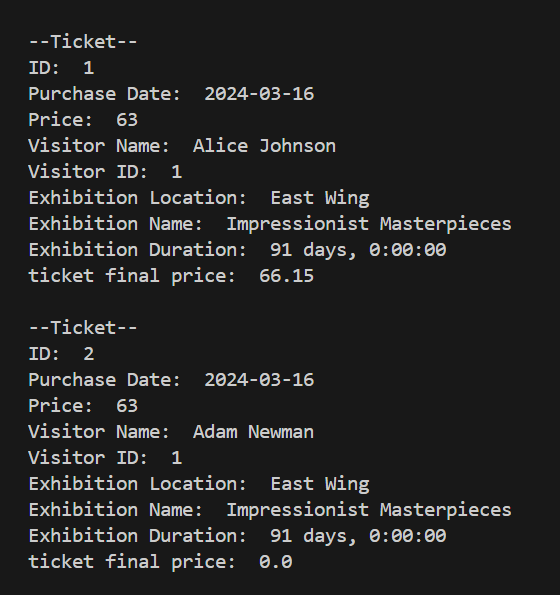 --Ticket--
ID:  1
Purchase Date:  2024-03-16
Price:  63
Visitor Name:  Alice Johnson
Visitor ID:  1
Exhibition Location:  East Wing
Exhibition Name:  Impressionist Masterpieces
Exhibition Duration:  91 days, 0:00:00
ticket final price:  66.15

--Ticket--
ID:  2
Purchase Date:  2024-03-16
Price:  63
Visitor Name:  Adam Newman
Visitor ID:  1
Exhibition Location:  East Wing
Exhibition Name:  Impressionist Masterpieces
Exhibition Duration:  91 days, 0:00:00
ticket final price:  0.0